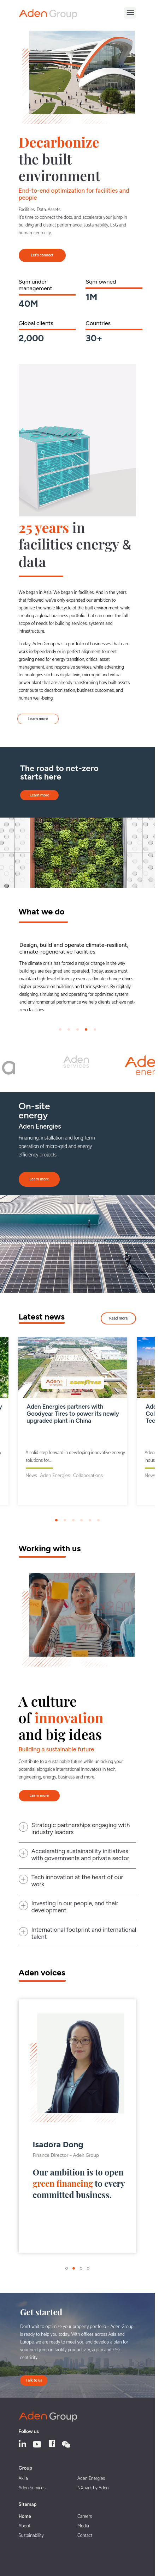 Aden Group
Decarbonize
the built
environment
End-to-end optimization for facilities and
people
Facilities. Data. Assets.
It's time to connect the dots, and accelerate your jump in
building and district performance, sustainability, ESG and
human-centricity.
Let's connect
Sqm under
management
40M
Sqm owned
1M
Global clients
2,000
Countries
30+
25 years in
facilities energy &
data
We began in Asia. We began in facilities. And in the years
that followed, we've only expanded our ambition to
optimize the whole lifecycle of the built environment, while
creating a global business portfolio that can cover the full
scope of needs for building services, systems and
infrastructure.
Today, Aden Group has a portfolio of businesses that can
work independently or in perfect alignment to meet
growing need for energy transition, critical asset
management, and responsive services, while advancing
technologies such as digital twin, microgrid and virtual
power plant that are already transforming how built assets
contribute to decarbonization, business outcomes, and
human well-being.
Learn more
The road to net-zero
starts here
Learn more
What we do
Design, build and operate climate-resilient,
climate-regenerative facilities
The climate crisis has forced a major change in the way
buildings are designed and operated. Today, assets must
maintain high environmental quality even as climate change drives
higher pressure on buildings and their systems. By digitally
designing, simulating and operating for optimized system
and environmental performance we help clients achieve net-
zero facilities.
a
Aden
SERVICES
Ade
ener
On-site
energy
Aden Energies
Financing, installation and long-term
operation of micro-grid and energy
efficiency projects.
Learn more
Latest news
Read more
Aden Energies partners with
Goodyear Tires to power its newly
upgraded plant in China
A solid step forward in developing innovative energy
solutions for...
News Aden Energies Collaborations
Working with us
A culture
of innovation
and big ideas
Building a sustainable future
Contribute to a sustainable future while unlocking your
potential alongside international innovators in tech,
engineering, energy, business and more.
Learn more
Strategic partnerships engaging with
industry leaders
Accelerating sustainability initiatives
with governments and private sector
Tech innovation at the heart of our
work
Investing in our people, and their
development
International footprint and international
talent
Aden voices
Isadora Dong
Finance Director - Aden Group
Our ambition is to open
green financing to every
committed business.
Get started
Don't wait to optimize your property portfolio - Aden Group
is ready to help you today. With offices across Asia and
Europe, we are ready to meet you and develop a plan for
your next jump in facility productivity, agility and ESG-
centricity.
Talk to us
Aden Group
Follow us
Group
Akila
Aden Energies
Aden Services
NXpark by Aden
Sitemap
Home
Careers
About
Media
Sustainability
Contact